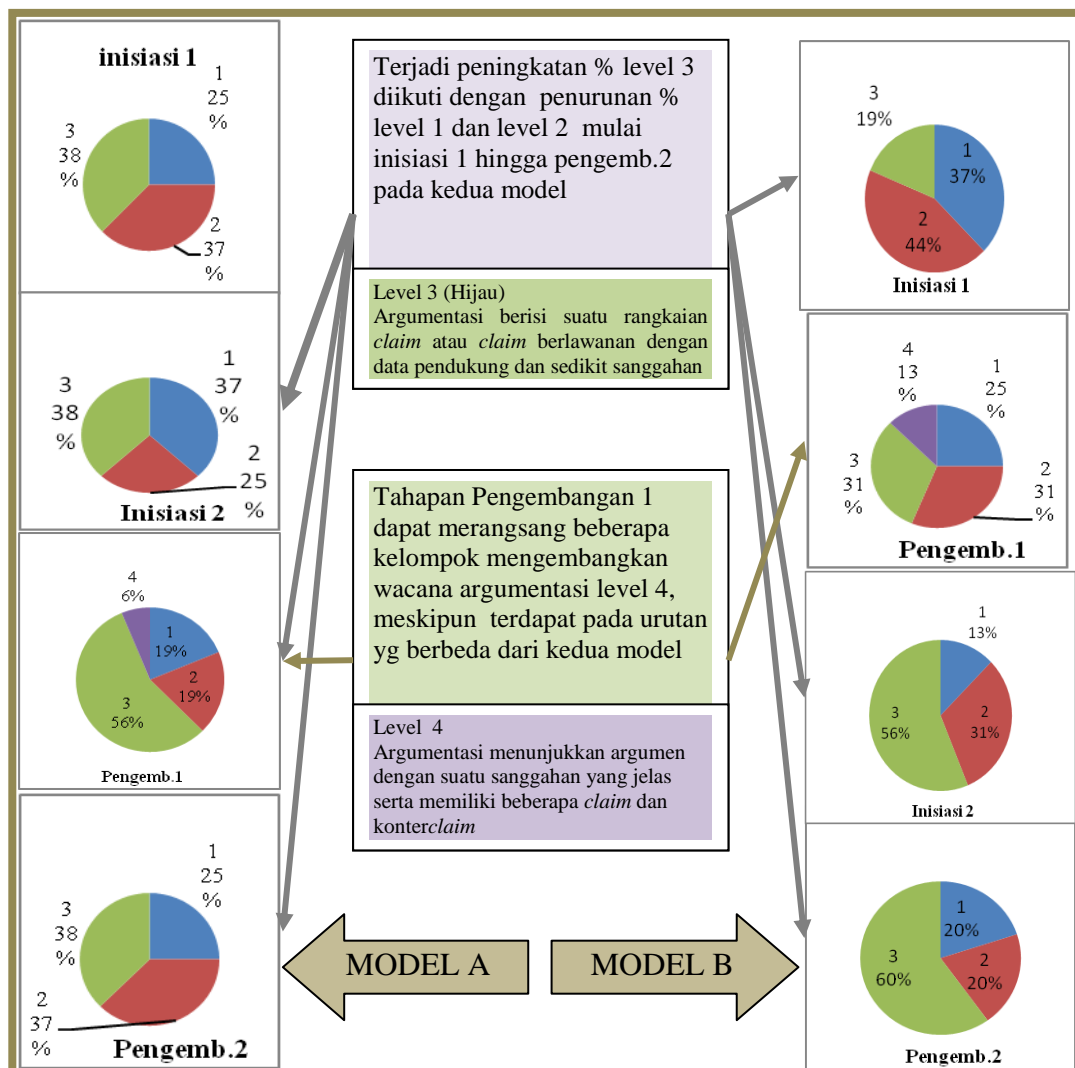 inisiasi 1
1
25
%
3
38
%
2
37
%
1
37
%
3
38
%
2
25
%
Inisiasi 2
4
6%
1
19%
2
19%
3
56%
Pengemb.1
1
25
%
3
38
%
2
37
%
Pengemb.2
Terjadi peningkatan % level 3
diikuti dengan penurunan %
level 1 dan level 2 mulai
inisiasi 1 hingga pengemb.2
pada kedua model
Level 3 (Hijau)
Argumentasi berisi suatu rangkaian
claim atau claim berlawanan dengan
data pendukung dan sedikit sanggahan
Tahapan Pengembangan 1
dapat merangsang beberapa
kelompok mengembangkan
wacana argumentasi level 4,
meskipun terdapat pada urutan
yg berbeda dari kedua model
Level 4
Argumentasi menunjukkan argumen
dengan suatu sanggahan yang jelas
serta memiliki beberapa claim dan
konterclaim
MODEL A
MODEL B
3
19%
1
37%
2
44%
Inisiasi 1
4
13
%
1
25
%
3
31
%
2
31
%
Pengemb.1
1
13%
3
56%
2
31%
Inisiasi 2
1
20%
3
60%
2
20%
Pengemb.2